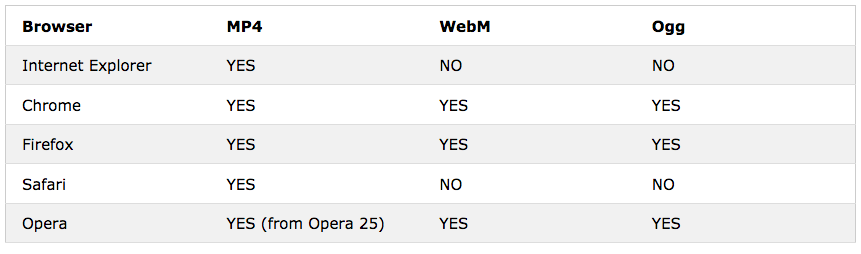 Browser MP4 WebM Ogg
Internet Explorer YES NO NO
Chrome YES YES YES
Firefox YES YES YES
Safari YES NO NO
Opera YES (from Opera 25) YES YES